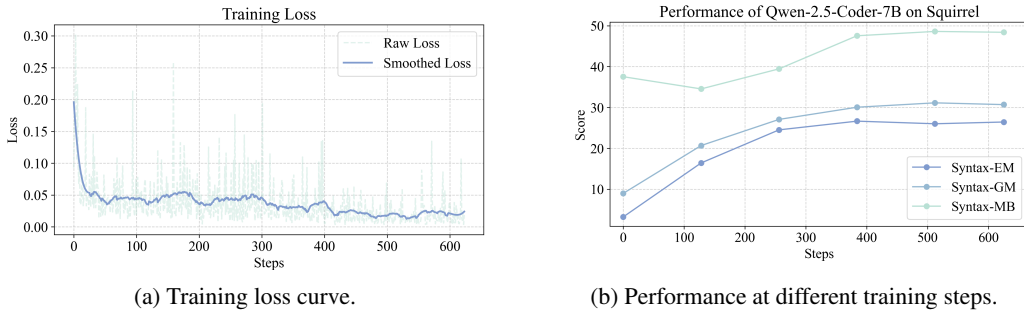 Training Loss
0.30
0.25
0.20
0.15
0.10
0.05
0.00
Loss
Raw Loss
Smoothed Loss
0 100 200 300 400 500 600
Steps
(a) Training loss curve.
Performance of Qwen-2.5-Coder-7B on Squirrel
50
40
30
20
10
Score
Syntax-EM
Syntax-GM
Syntax-MB
0 100 200 300 400 500 600
Steps
(b) Performance at different training steps.